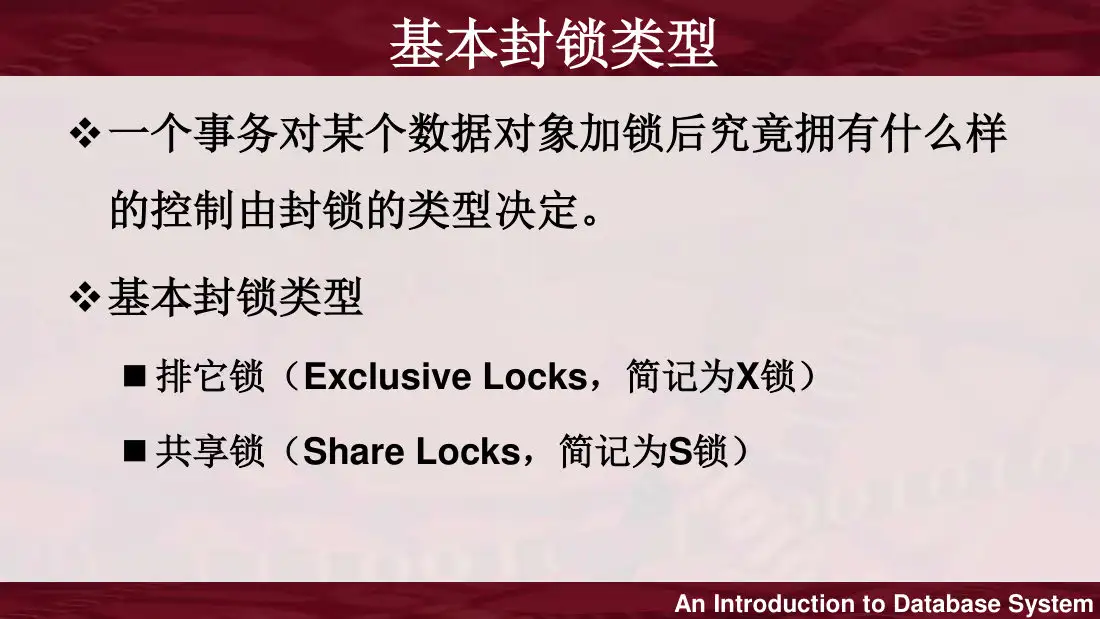 基本封锁类型
❖一个事务对某个数据对象加锁后究竟拥有什么样
的控制由封锁的类型决定。
❖基本封锁类型
■排它锁（Exclusive Locks，简记为X锁）
■共享锁（Share Locks，简记为S锁）
An Introduction to Database System